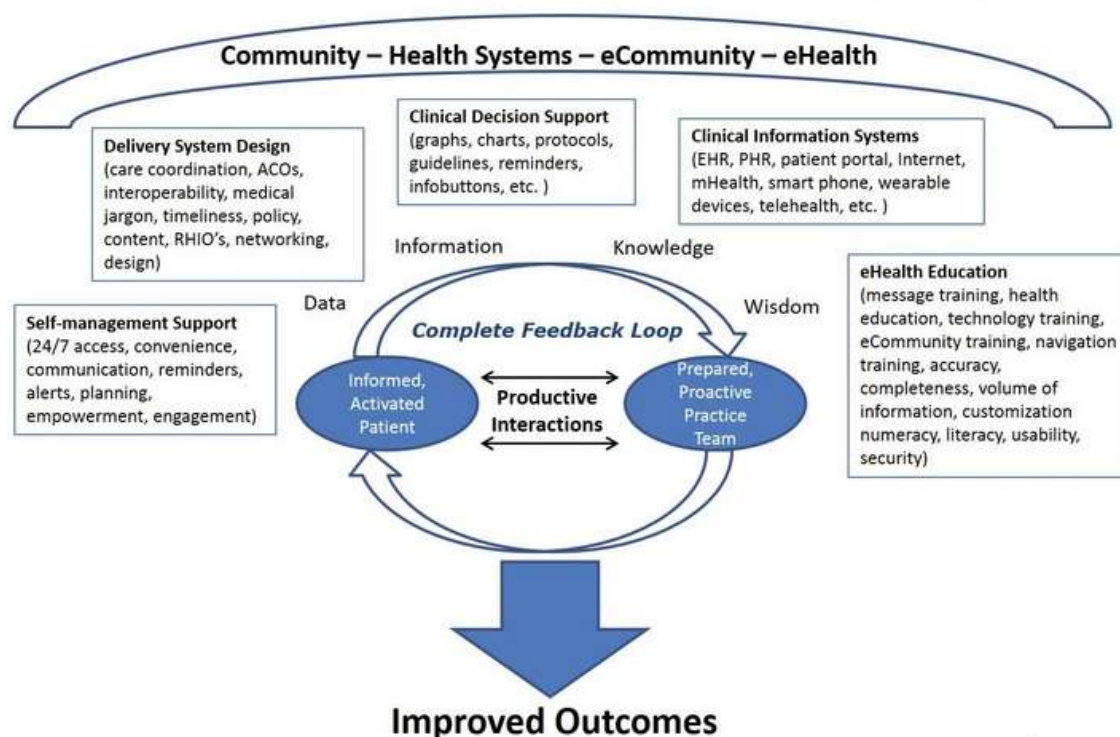 Community – Health Systems – eCommunity – eHealth
Delivery System Design
(care coordination, ACOs,
interoperability, medical
jargon, timeliness, policy,
content, RHIO's, networking,
design)
Clinical Decision Support
(graphs, charts, protocols,
guidelines, reminders,
infobuttons, etc. )
Clinical Information Systems
(EHR, PHR, patient portal, Internet,
mHealth, smart phone, wearable
devices, telehealth, etc. )
Self-management Support
(24/7 access, convenience,
communication, reminders,
alerts, planning,
empowerment, engagement)
Data
Information
Knowledge
Wisdom
eHealth Education
(message training, health
education, technology training,
eCommunity training, navigation
training, accuracy,
completeness, volume of
information, customization
numeracy, literacy, usability,
security)
Complete Feedback Loop
Informed,
Activated
Patient
Productive
Interactions
Prepared,
Proactive
Practice
Team
Improved Outcomes